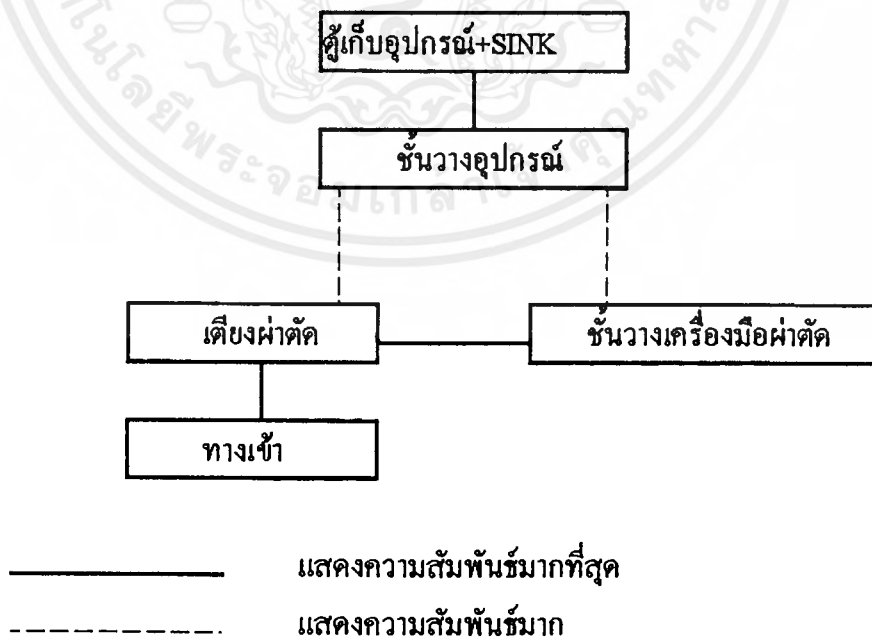 ตู้เก็บอุปกรณ์+SINK
ชั้นวางอุปกรณ์
เตียงผ่าตัด
ชั้นวางเครื่องมือผ่าตัด
ทางเข้า
แสดงความสัมพันธ์มากที่สุด
แสดงความสัมพันธ์มาก